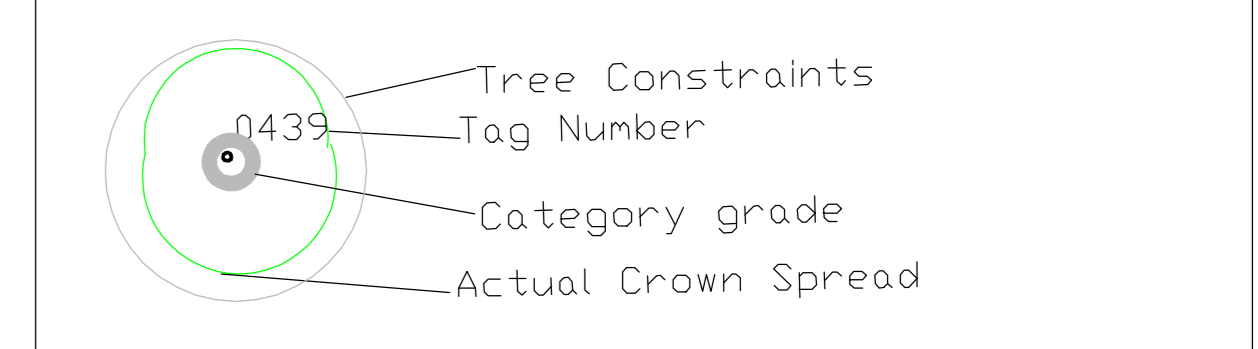 Tree Constraints
0439
Tag Number
Category grade
Actual Crown Spread